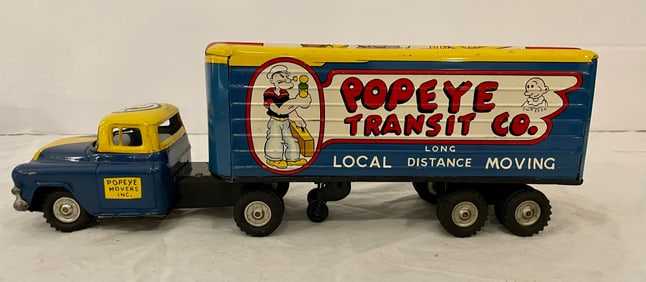 POPEYE
TRANSIT CO.
LONG
LOCAL DISTANCE MOVING
POPEYE
MOVERS
INC.